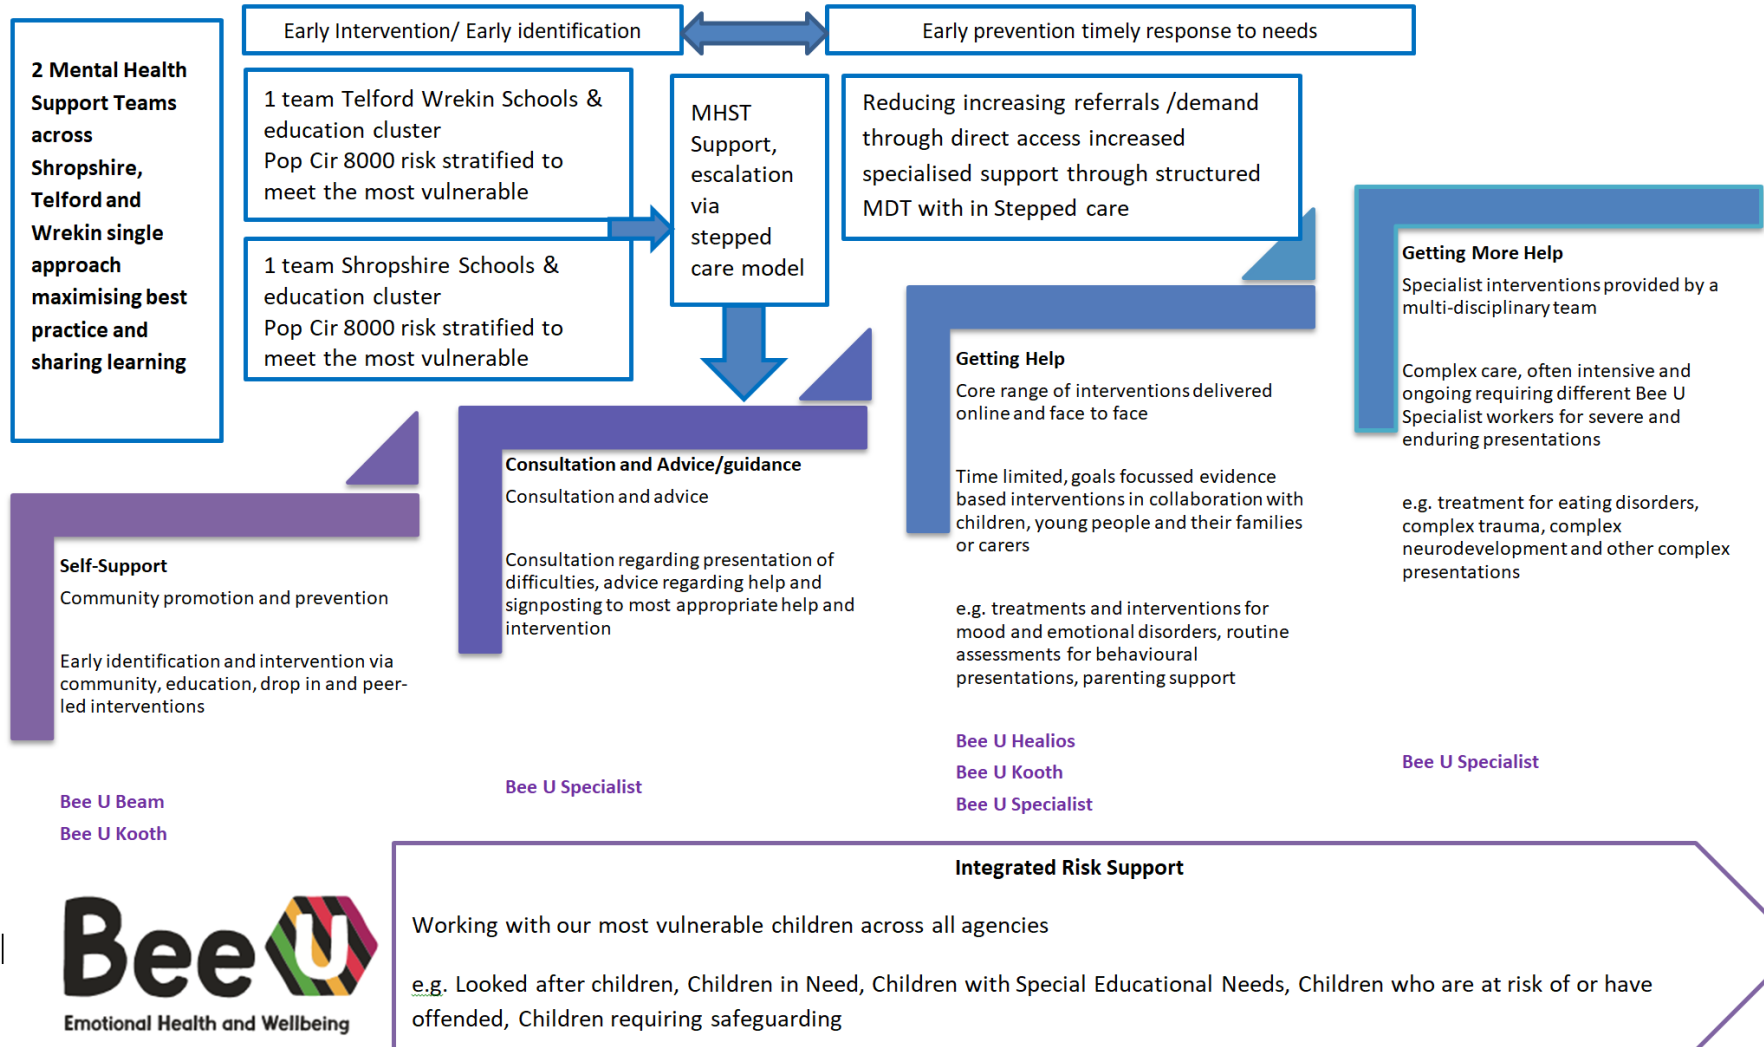 2 Mental Health
Support Teams
across
Shropshire,
Telford and
Wrekin single
approach
maximising best
practice and
sharing learning
Early Intervention/ Early identification
Early prevention timely response to needs
1 team Telford Wrekin Schools &
education cluster
Pop Cir 8000 risk stratified to
meet the most vulnerable
1 team Shropshire Schools &
education cluster
Pop Cir 8000 risk stratified to
meet the most vulnerable
MHST
Support,
escalation
via
stepped
care model
Reducing increasing referrals /demand
through direct access increased
specialised support through structured
MDT with in Stepped care
Self-Support
Community promotion and prevention
Early identification and intervention via
community, education, drop in and peer-
led interventions
Bee U Beam
Bee U Kooth
Consultation and Advice/guidance
Consultation and advice
Consultation regarding presentation of
difficulties, advice regarding help and
signposting to most appropriate help and
intervention
Bee U Specialist
Getting Help
Core range of interventions delivered
online and face to face
Time limited, goals focussed evidence
based interventions in collaboration with
children, young people and their families
or carers
e.g. treatments and interventions for
mood and emotional disorders, routine
assessments for behavioural
presentations, parenting support
Bee U Healios
Bee U Kooth
Bee U Specialist
Getting More Help
Specialist interventions provided by a
multi-disciplinary team
Complex care, often intensive and
ongoing requiring different Bee U
Specialist workers for severe and
enduring presentations
e.g. treatment for eating disorders,
complex trauma, complex
neurodevelopment and other complex
presentations
Bee U Specialist
Bee U
Emotional Health and Wellbeing
Integrated Risk Support
Working with our most vulnerable children across all agencies
e.g. Looked after children, Children in Need, Children with Special Educational Needs, Children who are at risk of or have
offended, Children requiring safeguarding